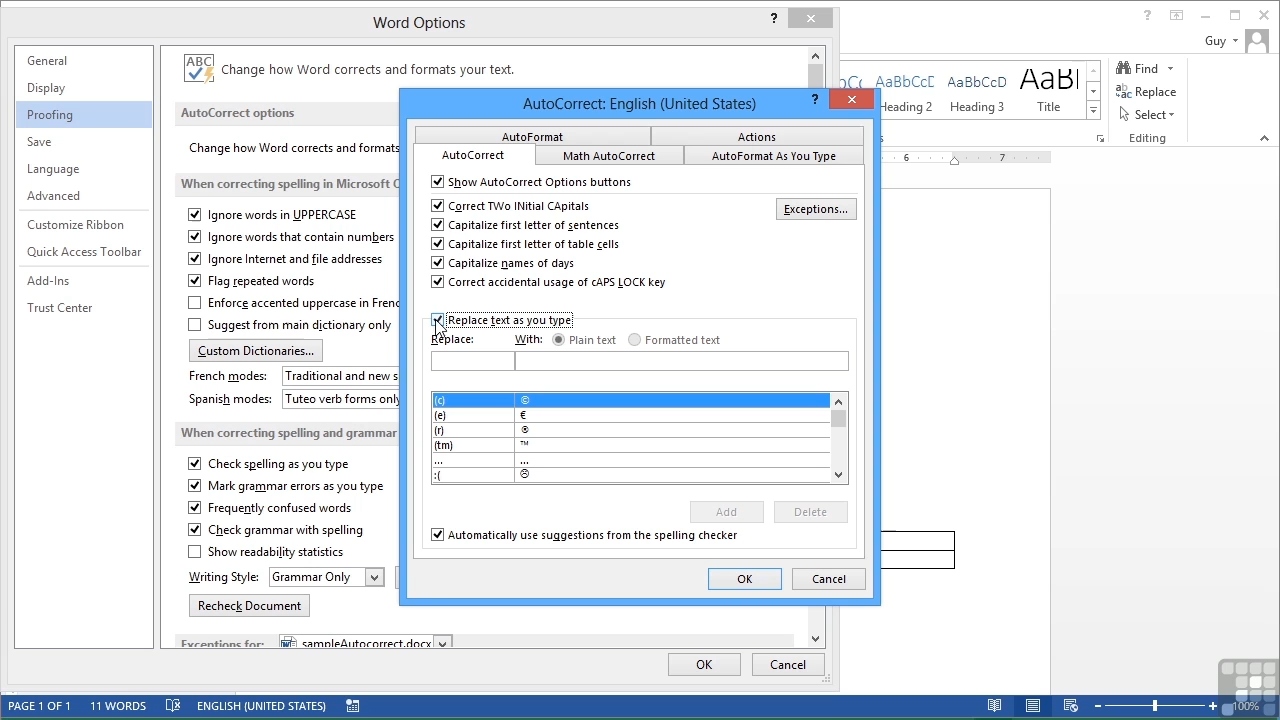 Word Options
?
Guy
General
Display
Proofing
Save
Language
Advanced
Customize Ribbon
Quick Access Toolbar
Add-Ins
Trust Center
ABC
Change how Word corrects and formats your text.
AutoCorrect options
Change how Word corrects and formats
When correcting spelling in Microsoft O
Ignore words in UPPERCASE
Ignore words that contain numbers
Ignore Internet and file addresses
Flag repeated words
Enforce accented uppercase in Frenc
Suggest from main dictionary only
Custom Dictionaries...
French modes: Traditional and new s
Spanish modes: Tuteo verb forms only
When correcting spelling and grammar
Check spelling as you type
Mark grammar errors as you type
Frequently confused words
Check grammar with spelling
Show readability statistics
Writing Style: Grammar Only
Recheck Document
Exceptions for: sampleAutocorrect.docx
OK Cancel
AutoCorrect: English (United States)
?
AutoFormat Actions
AutoCorrect Math AutoCorrect AutoFormat As You Type
Show AutoCorrect Options buttons
Correct TWo INitial CApitals
Exceptions...
Capitalize first letter of sentences
Capitalize first letter of table cells
Capitalize names of days
Correct accidental usage of cAPS LOCK key
Replace text as you type
Replace: With: Plain text Formatted text
(c) ©
(e) €
(r) ®
(tm) ™
... …
:( ☹
Add Delete
Automatically use suggestions from the spelling checker
OK Cancel
?
AaBbCcD AaBbCcD AaBl
Heading 2 Heading 3 Title
Find
Replace
Select
Editing
6 7
PAGE 1 OF 1 11 WORDS ENGLISH (UNITED STATES)
100%